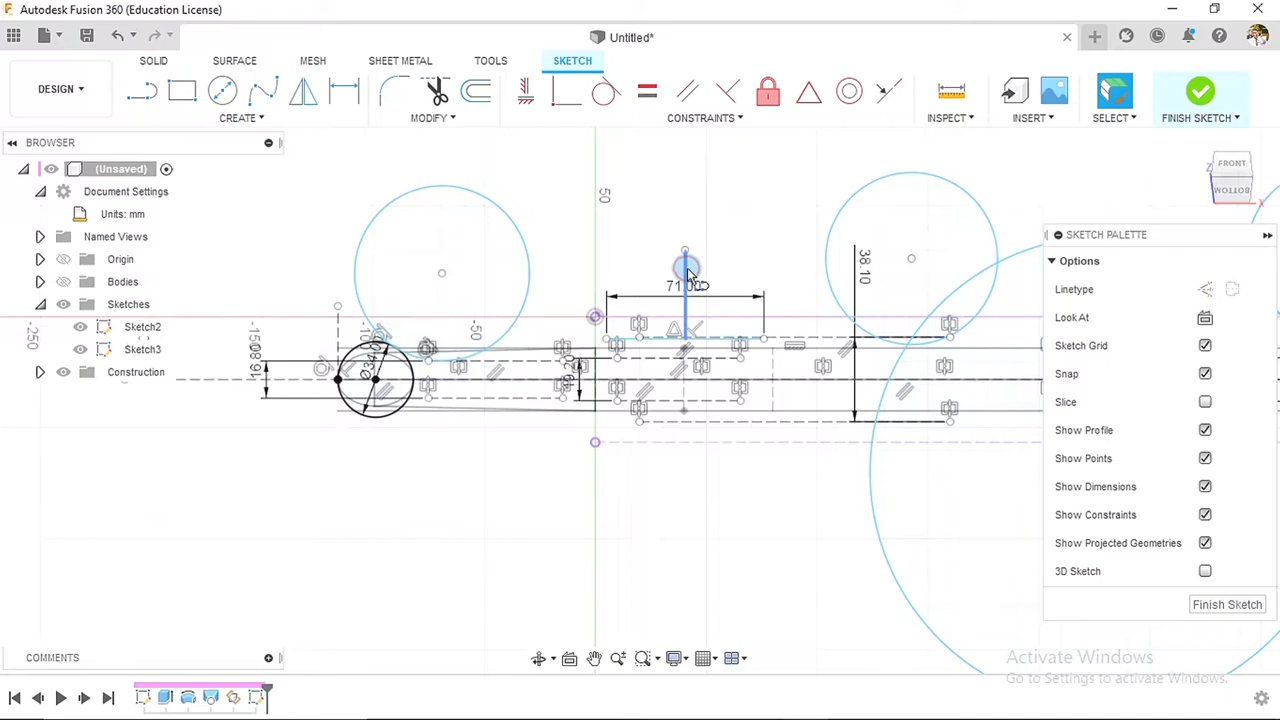 Autodesk Fusion 360 (Education License)
Untitled*
SOLID SURFACE MESH SHEET METAL TOOLS SKETCH
DESIGN
CREATE MODIFY CONSTRAINTS INSPECT INSERT SELECT FINISH SKETCH
BROWSER
(Unsaved)
Document Settings
Units: mm
Named Views
Origin
Bodies
Sketches
Sketch2
Sketch3
Construction
50
-50
-250
38.10
FRONT
BOTTOM
Z
X
SKETCH PALETTE
Options
Linetype
Look At
Sketch Grid
Snap
Slice
Show Profile
Show Points
Show Dimensions
Show Constraints
Show Projected Geometries
3D Sketch
Finish Sketch
COMMENTS
Activate Windows
Go to Settings to activate Windows.